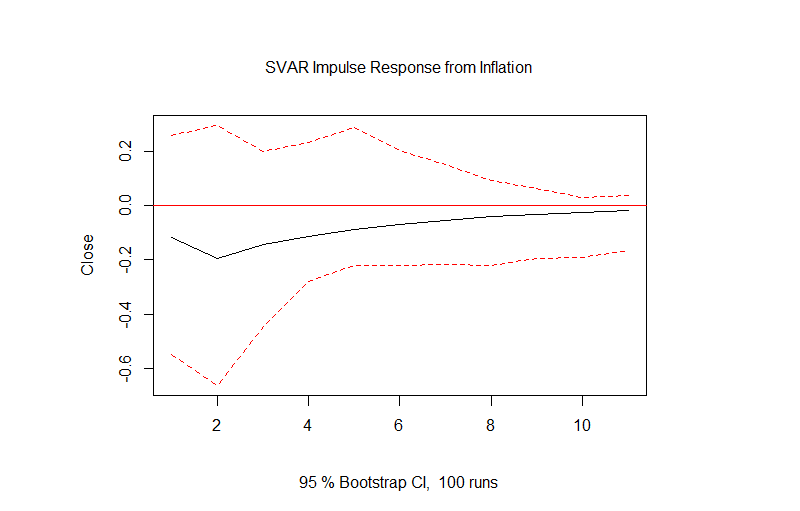 SVAR Impulse Response from Inflation
0.2
0.0
-0.2
-0.4
-0.6
Close
2 4 6 8 10
95 % Bootstrap CI, 100 runs